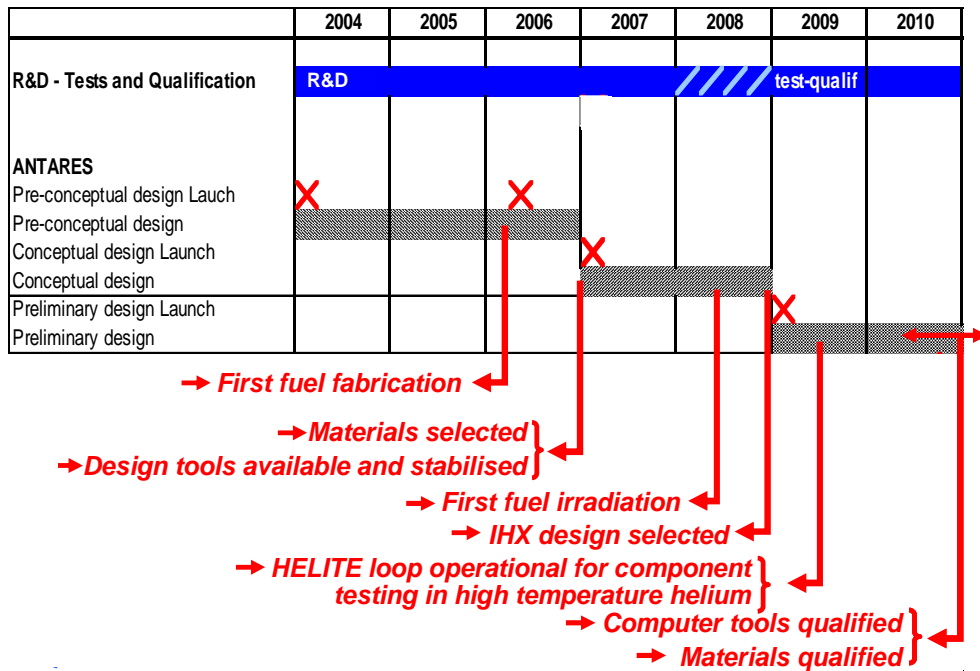 2004 2005 2006 2007 2008 2009 2010
R&D - Tests and Qualification R&D test-qualif
ANTARES
Pre-conceptual design Lauch
Pre-conceptual design
Conceptual design Launch
Conceptual design
Preliminary design Launch
Preliminary design
First fuel fabrication
Materials selected
Design tools available and stabilised
First fuel irradiation
IHX design selected
HELITE loop operational for component
testing in high temperature helium
Computer tools qualified
Materials qualified